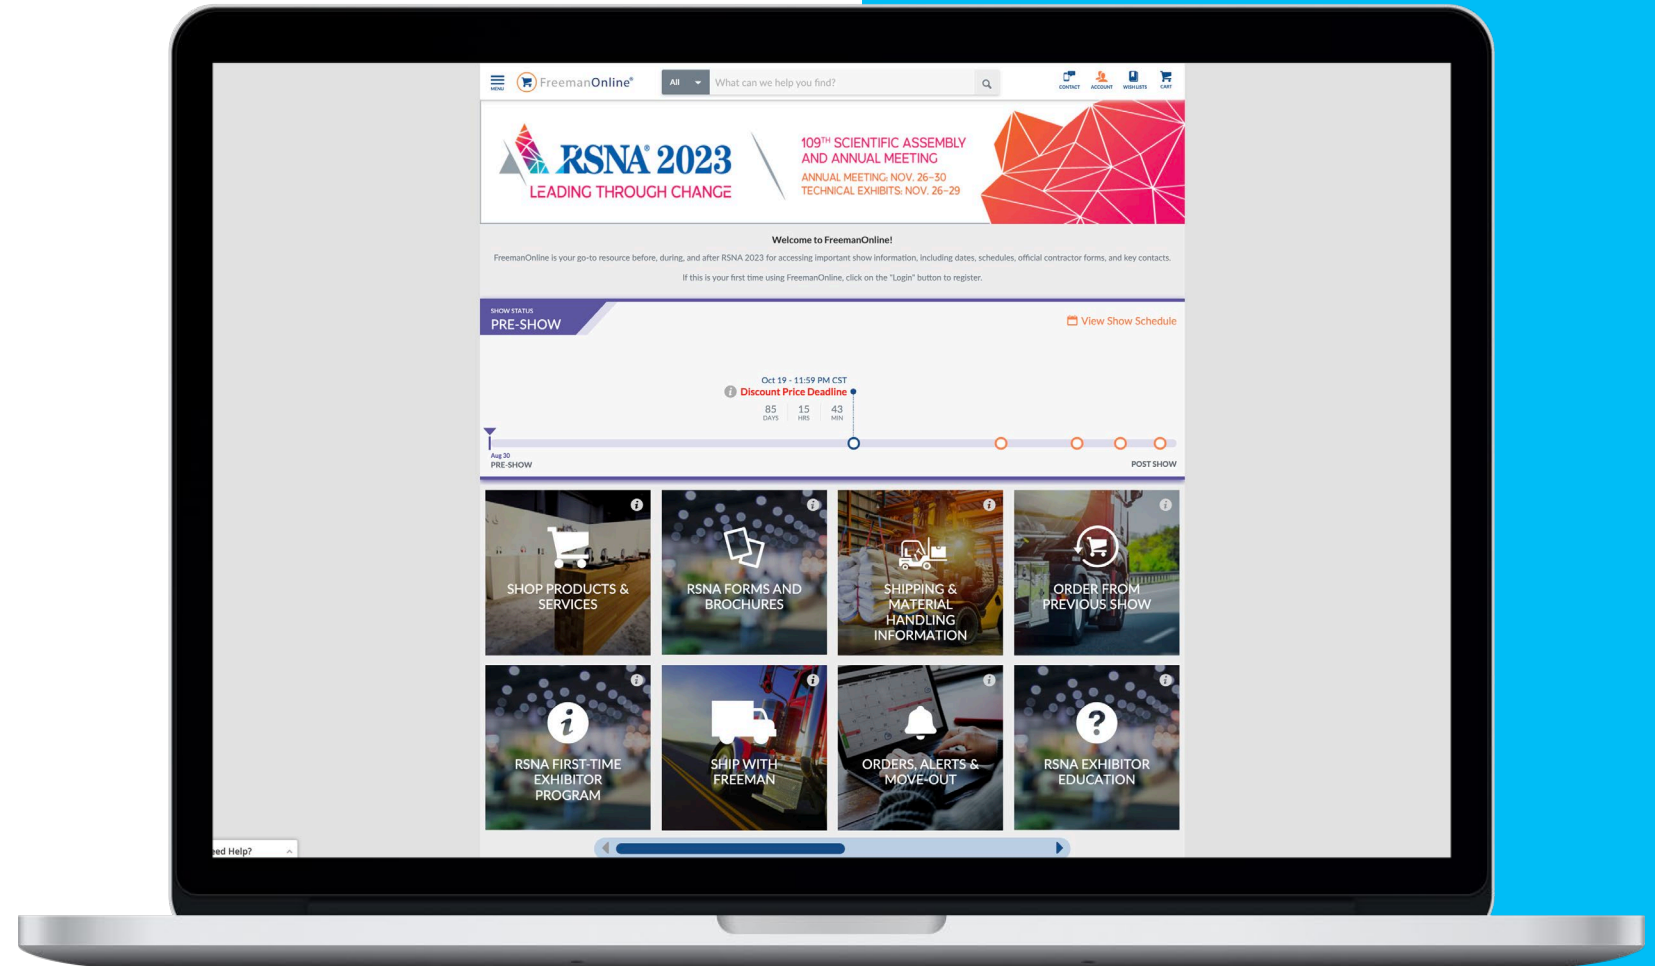 MENU
FreemanOnline®
All
What can we help you find?
CONTACT
ACCOUNT
WISH LISTS
CART
RSNA® 2023
LEADING THROUGH CHANGE
109TH SCIENTIFIC ASSEMBLY
AND ANNUAL MEETING
ANNUAL MEETING: NOV. 26–30
TECHNICAL EXHIBITS: NOV. 26–29
Welcome to FreemanOnline!
FreemanOnline is your go-to resource before, during, and after RSNA 2023 for accessing important show information, including dates, schedules, official contractor forms, and key contacts.
If this is your first time using FreemanOnline, click on the "Login" button to register.
SHOW STATUS
PRE-SHOW
View Show Schedule
Oct 19 - 11:59 PM CST
Discount Price Deadline
85 15 43
DAYS HRS MIN
Aug 30
PRE-SHOW
POST SHOW
SHOP PRODUCTS &
SERVICES
RSNA FORMS AND
BROCHURES
SHIPPING &
MATERIAL
HANDLING
INFORMATION
ORDER FROM
PREVIOUS SHOW
RSNA FIRST-TIME
EXHIBITOR
PROGRAM
SHIP WITH
FREEMAN
ORDERS, ALERTS &
MOVE-OUT
RSNA EXHIBITOR
EDUCATION
eed Help?